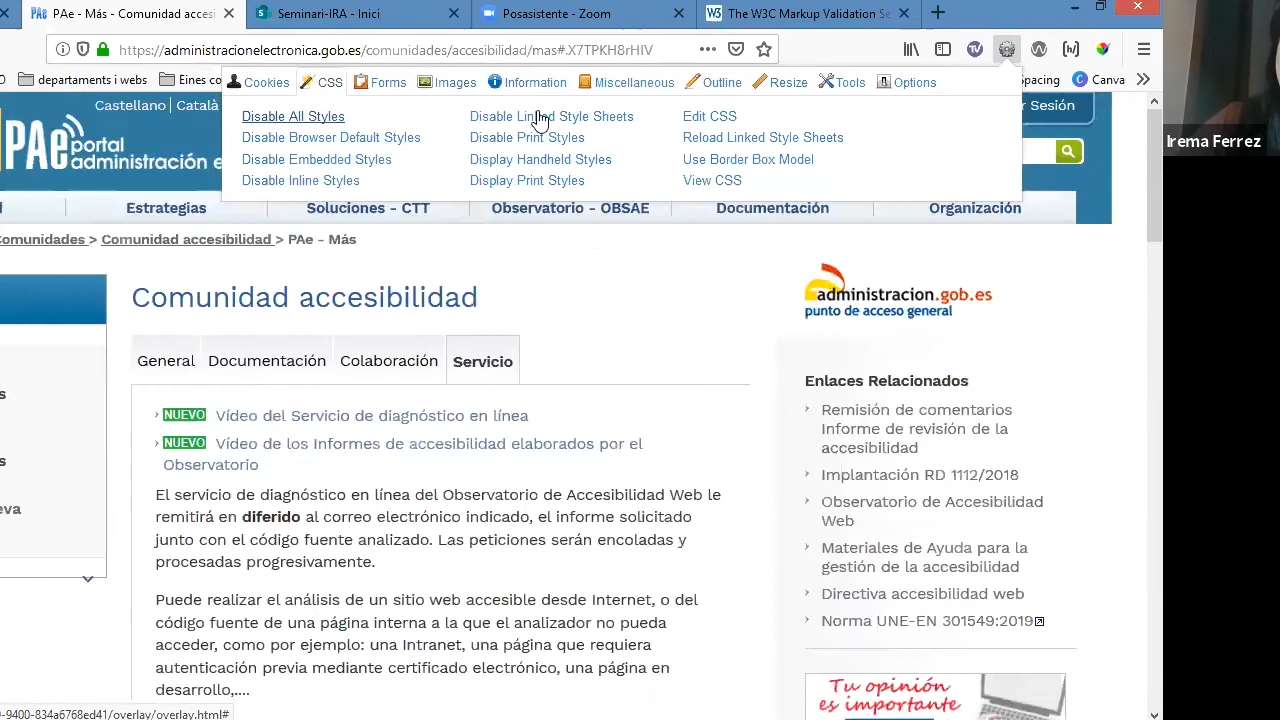 PAe - Más - Comunidad acces
Seminari-IRA - Inici
Posasistente - Zoom
The W3C Markup Validation Se
https://administracionelectronica.gob.es/comunidades/accesibilidad/mas#.X7TPKH8rHIV
departaments i webs
Enes co
Cookies
CSS
Forms
Images
Information
Miscellaneous
Outline
Resize
Tools
Options
Spacing
Canva
Disable All Styles
Disable Linked Style Sheets
Edit CSS
Disable Browser Default Styles
Disable Print Styles
Reload Linked Style Sheets
Disable Embedded Styles
Display Handheld Styles
Use Border Box Model
Disable Inline Styles
Display Print Styles
View CSS
Castellano | Català
r Sesión
PAe portal
administración e
Irema Ferrez
Estrategias
Soluciones - CTT
Observatorio - OBSAE
Documentación
Organización
omunidades > Comunidad accesibilidad > PAe - Más
Comunidad accesibilidad
General
Documentación
Colaboración
Servicio
NUEVO Vídeo del Servicio de diagnóstico en línea
NUEVO Vídeo de los Informes de accesibilidad elaborados por el
Observatorio
El servicio de diagnóstico en línea del Observatorio de Accesibilidad Web le
remitirá en diferido al correo electrónico indicado, el informe solicitado
junto con el código fuente analizado. Las peticiones serán encoladas y
procesadas progresivamente.
Puede realizar el análisis de un sitio web accesible desde Internet, o del
código fuente de una página interna a la que el analizador no pueda
acceder, como por ejemplo: una Intranet, una página que requiera
autenticación previa mediante certificado electrónico, una página en
desarrollo,....
s
s
eva
administracion.gob.es
punto de acceso general
Enlaces Relacionados
Remisión de comentarios
Informe de revisión de la
accesibilidad
Implantación RD 1112/2018
Observatorio de Accesibilidad
Web
Materiales de Ayuda para la
gestión de la accesibilidad
Directiva accesibilidad web
Norma UNE-EN 301549:2019
Tu opinión
es importante
9-9400-834a6768ed41/overlay/overlay.html#